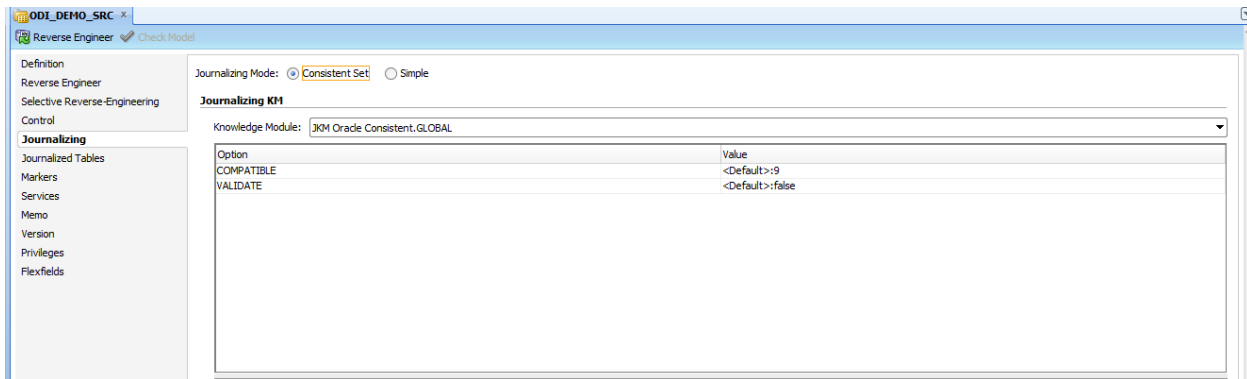 ODI_DEMO_SRC x
Reverse Engineer Check Model
Definition
Reverse Engineer
Selective Reverse-Engineering
Control
Journalizing
Journalized Tables
Markers
Services
Memo
Version
Privileges
Flexfields
Journalizing Mode: Consistent Set Simple
Journalizing KM
Knowledge Module: JKM Oracle Consistent.GLOBAL
Option Value
COMPATIBLE <Default>:9
VALIDATE <Default>:false